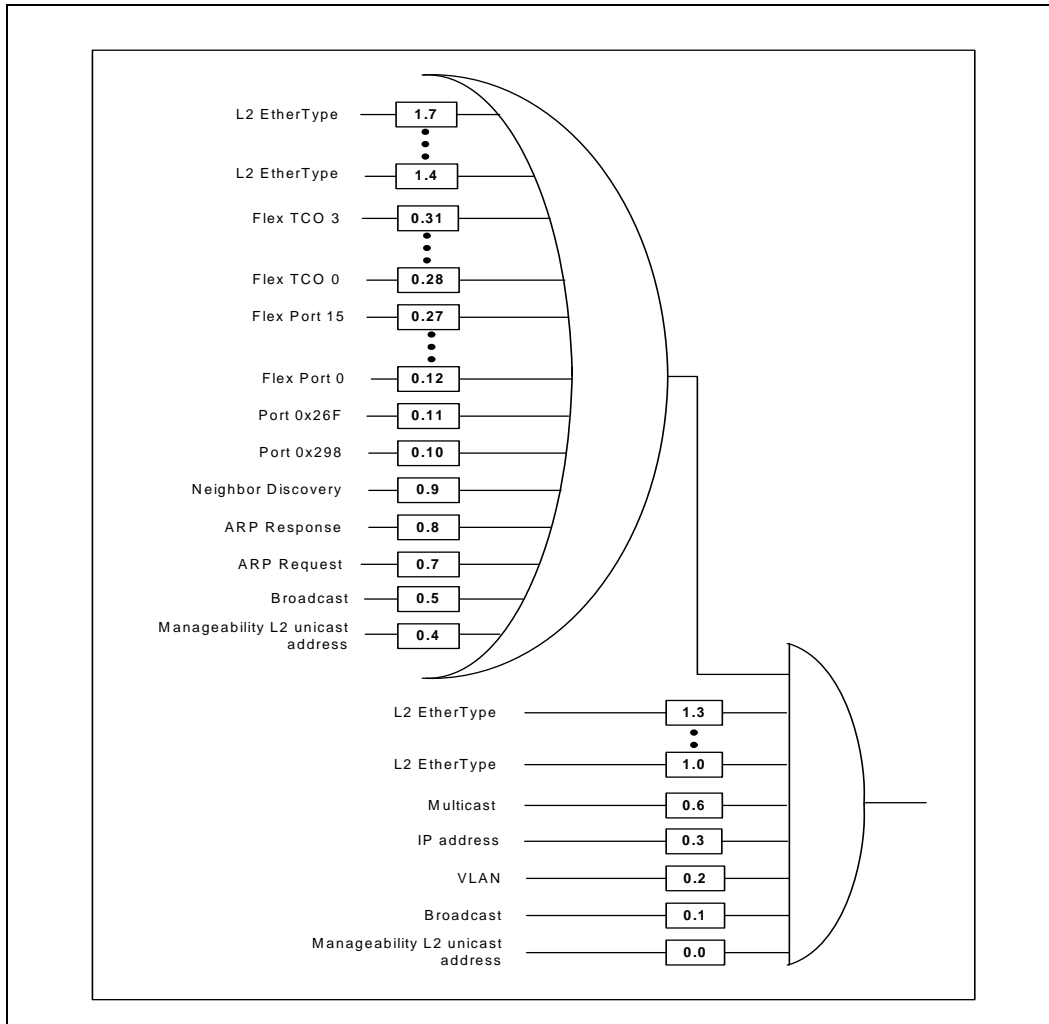 L2 EtherType 1.7
L2 EtherType 1.4
Flex TCO 3 0.31
Flex TCO 0 0.28
Flex Port 15 0.27
Flex Port 0 0.12
Port 0x26F 0.11
Port 0x298 0.10
Neighbor Discovery 0.9
ARP Response 0.8
ARP Request 0.7
Broadcast 0.5
Manageability L2 unicast
address 0.4
L2 EtherType 1.3
L2 EtherType 1.0
Multicast 0.6
IP address 0.3
VLAN 0.2
Broadcast 0.1
Manageability L2 unicast
address 0.0